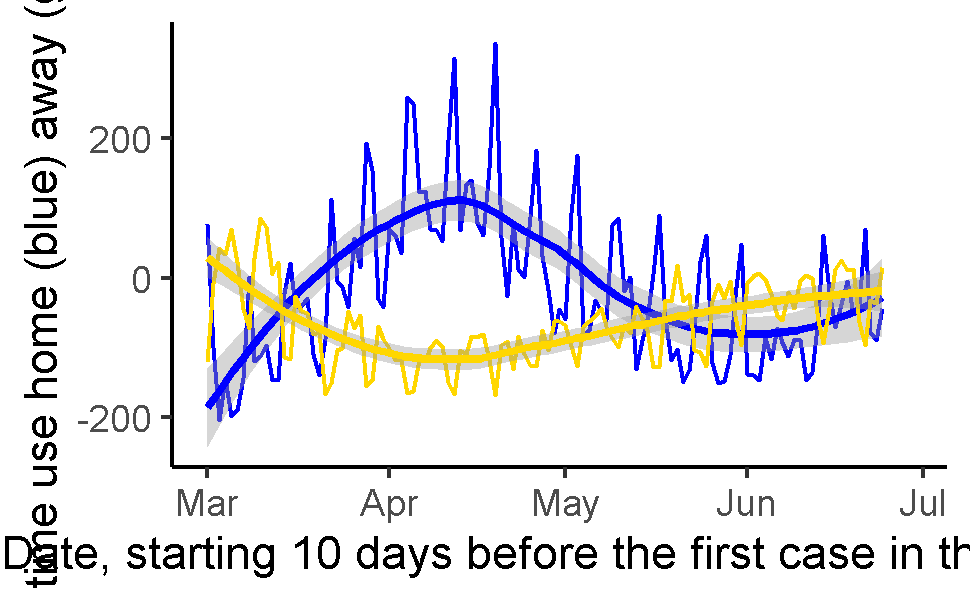 time use home (blue) away (
200
0
-200
Mar Apr May Jun Jul
Date, starting 10 days before the first case in th